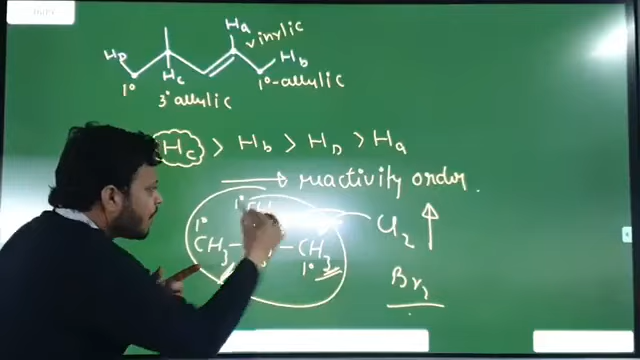 Ha
vinylic
HD
Hb
1°
Hc
1°-allylic
3° allylic
Hc > Hb > HD > Ha
reactivity order.
1°
1°
Cl2 ↑
CH3 — — CH3
1°
Br2